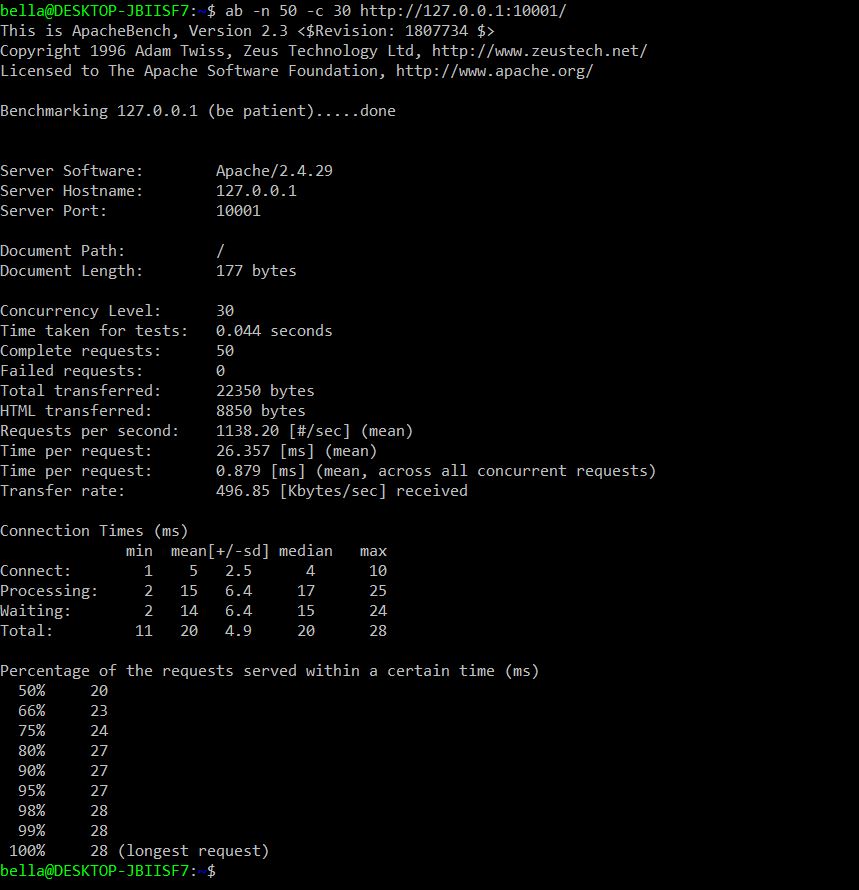 bella@DESKTOP-JBIISF7:~$ ab -n 50 -c 30 http://127.0.0.1:10001/
This is ApacheBench, Version 2.3 <$Revision: 1807734 $>
Copyright 1996 Adam Twiss, Zeus Technology Ltd, http://www.zeustech.net/
Licensed to The Apache Software Foundation, http://www.apache.org/

Benchmarking 127.0.0.1 (be patient).....done


Server Software:        Apache/2.4.29
Server Hostname:        127.0.0.1
Server Port:            10001

Document Path:          /
Document Length:        177 bytes

Concurrency Level:      30
Time taken for tests:   0.044 seconds
Complete requests:      50
Failed requests:        0
Total transferred:      22350 bytes
HTML transferred:       8850 bytes
Requests per second:    1138.20 [#/sec] (mean)
Time per request:       26.357 [ms] (mean)
Time per request:       0.879 [ms] (mean, across all concurrent requests)
Transfer rate:          496.85 [Kbytes/sec] received

Connection Times (ms)
              min  mean[+/-sd] median   max
Connect:        1    5   2.5      4      10
Processing:     2   15   6.4     17      25
Waiting:        2   14   6.4     15      24
Total:         11   20   4.9     20      28

Percentage of the requests served within a certain time (ms)
  50%     20
  66%     23
  75%     24
  80%     27
  90%     27
  95%     27
  98%     28
  99%     28
 100%     28 (longest request)
bella@DESKTOP-JBIISF7:~$